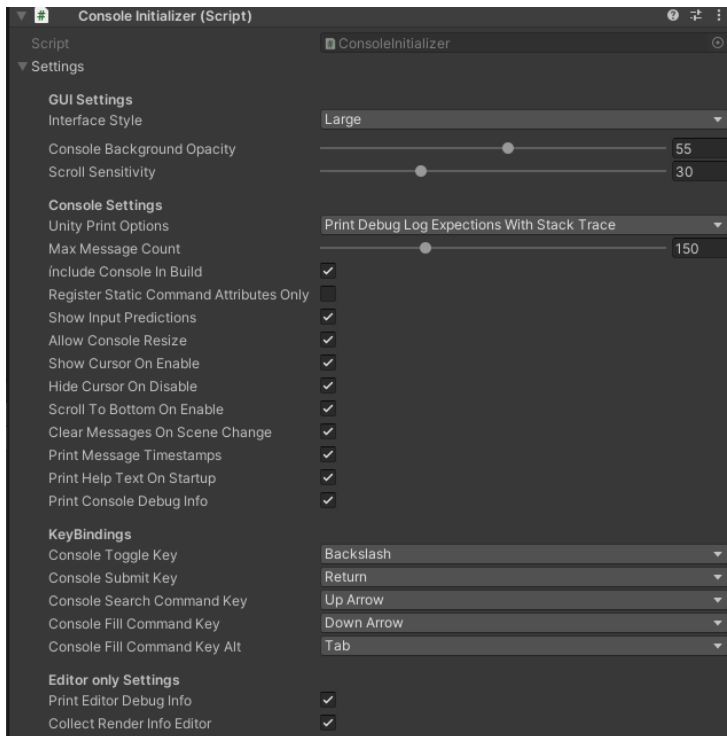 # Console Initializer (Script)
Script # ConsoleInitializer
Settings
GUI Settings
Interface Style Large
Console Background Opacity 55
Scroll Sensitivity 30
Console Settings
Unity Print Options Print Debug Log Expections With Stack Trace
Max Message Count 150
ínclude Console In Build
Register Static Command Attributes Only
Show Input Predictions
Allow Console Resize
Show Cursor On Enable
Hide Cursor On Disable
Scroll To Bottom On Enable
Clear Messages On Scene Change
Print Message Timestamps
Print Help Text On Startup
Print Console Debug Info
KeyBindings
Console Toggle Key Backslash
Console Submit Key Return
Console Search Command Key Up Arrow
Console Fill Command Key Down Arrow
Console Fill Command Key Alt Tab
Editor only Settings
Print Editor Debug Info
Collect Render Info Editor